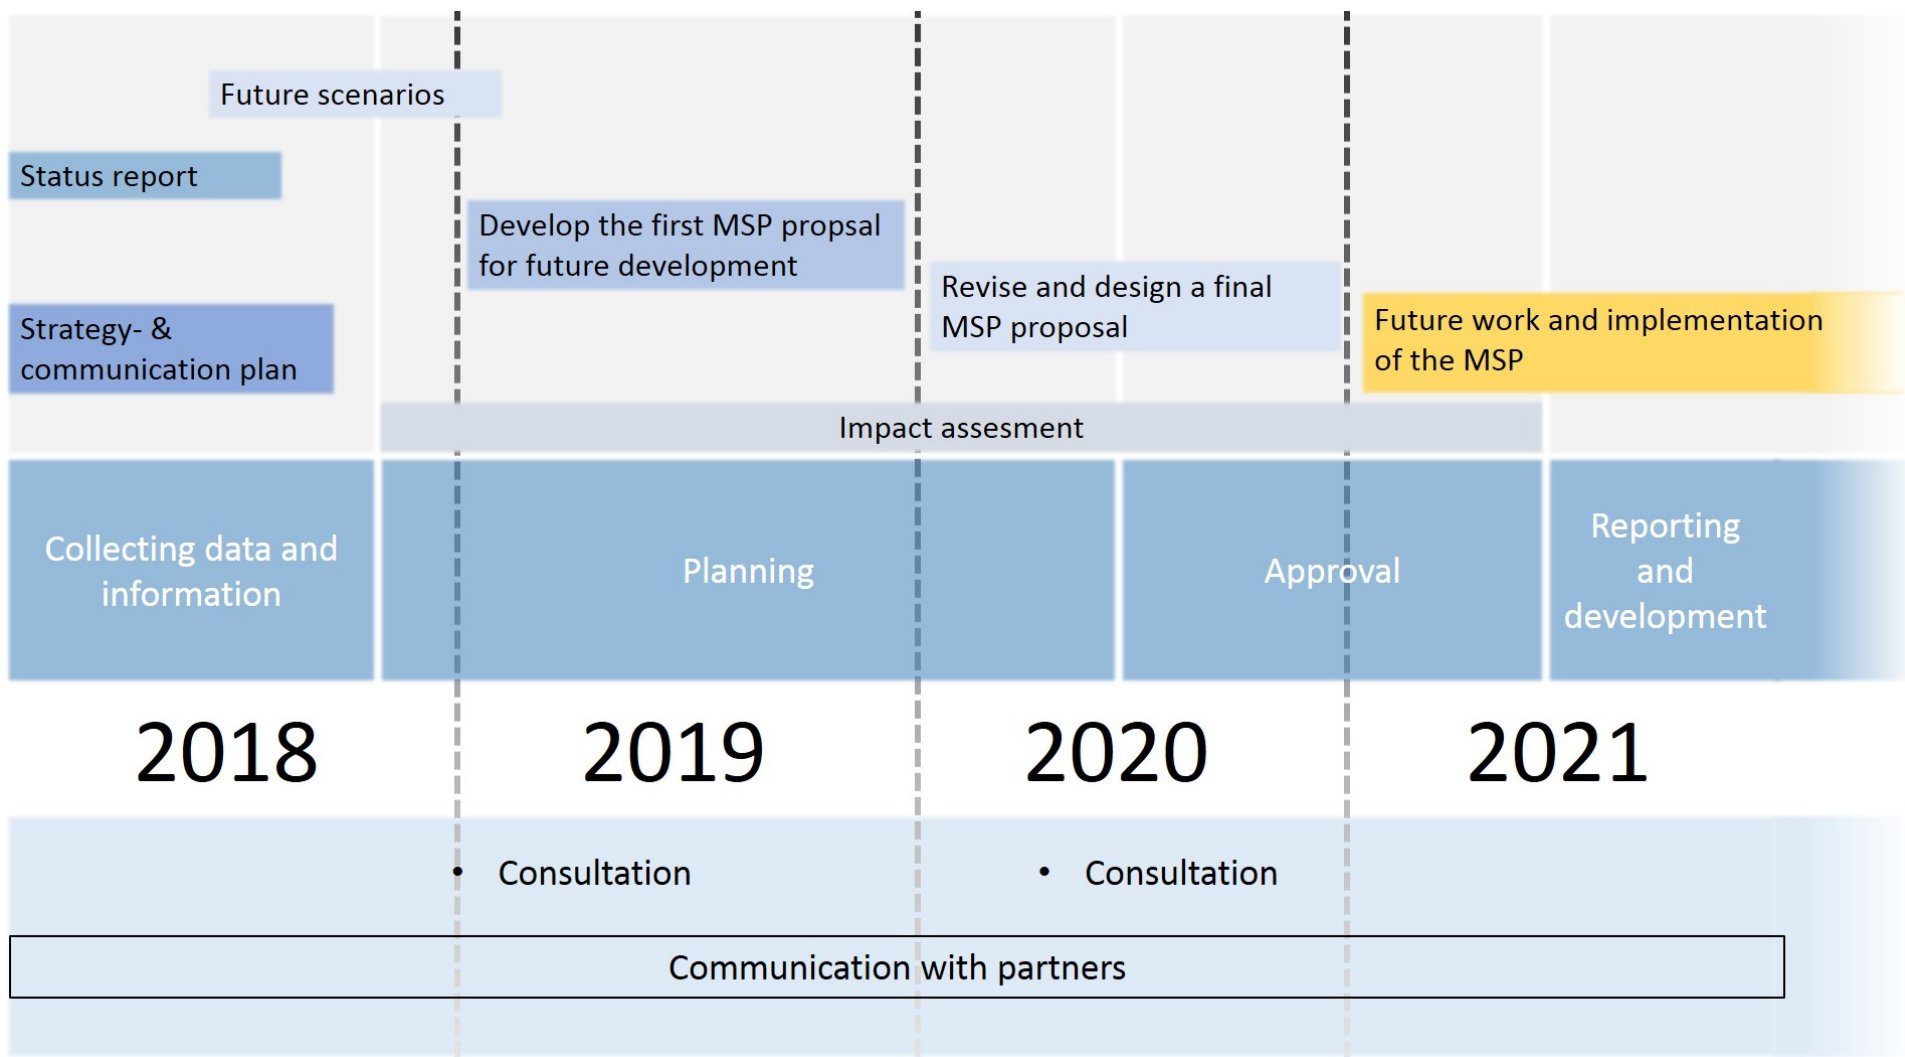 Future scenarios
Status report
Develop the first MSP propsal
for future development
Revise and design a final
MSP proposal
Strategy- &
communication plan
Future work and implementation
of the MSP
Impact assesment
Collecting data and
information
Planning
Approval
Reporting
and
development
2018
2019
2020
2021
• Consultation
• Consultation
Communication with partners